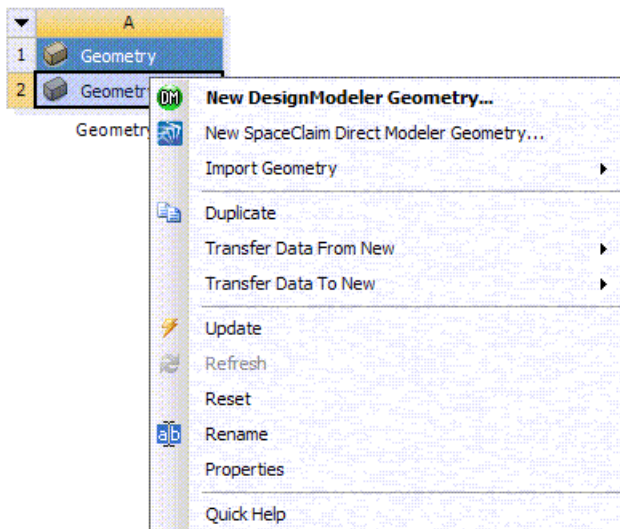 A
1 Geometry
2 Geometr
Geometry
DM New DesignModeler Geometry...
New SpaceClaim Direct Modeler Geometry...
Import Geometry
Duplicate
Transfer Data From New
Transfer Data To New
Update
Refresh
Reset
ab Rename
Properties
Quick Help